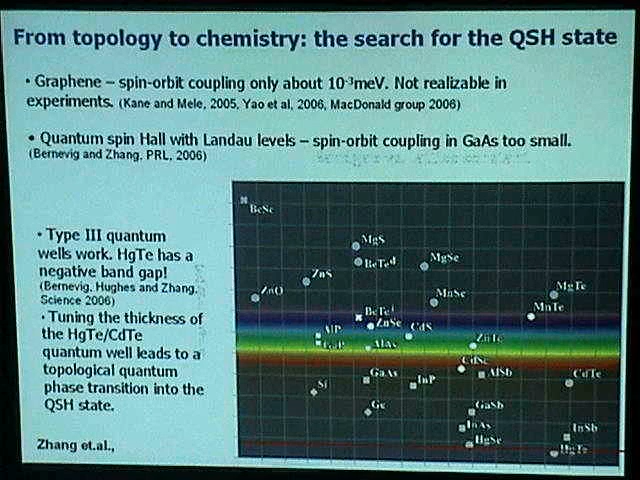 From topology to chemistry: the search for the QSH state
• Graphene – spin-orbit coupling only about 10⁻³meV. Not realizable in
experiments. (Kane and Mele, 2005, Yao et al, 2006, MacDonald group 2006)
• Quantum spin Hall with Landau levels – spin-orbit coupling in GaAs too small.
(Bernevig and Zhang, PRL, 2006)
• Type III quantum
wells work. HgTe has a
negative band gap!
(Bernevig, Hughes and Zhang,
Science 2006)
• Tuning the thickness of
the HgTe/CdTe
quantum well leads to a
topological quantum
phase transition into the
QSH state.
Zhang et.al.,
BeSe
MgS
BeTe d
MgSe
ZnS
ZnO
MgTe
MnSe
MnTe
BeTe i
ZnSe
AlP
CdS
GaP
AlAs
ZnTe
CdSe
GaAs
AlSb
CdTe
InP
Si
Ge
GaSb
InAs
InSb
HgSe
HgTe